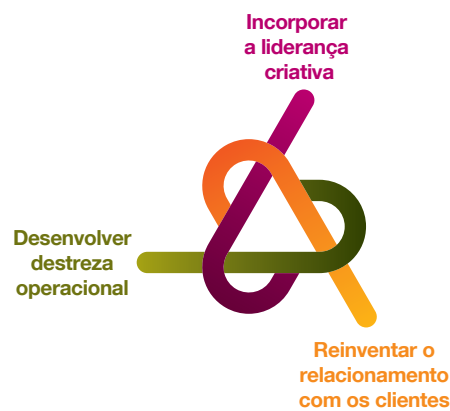 Incorporar
a liderança
criativa
Desenvolver
destreza
operacional
Reinventar o
relacionamento
com os clientes